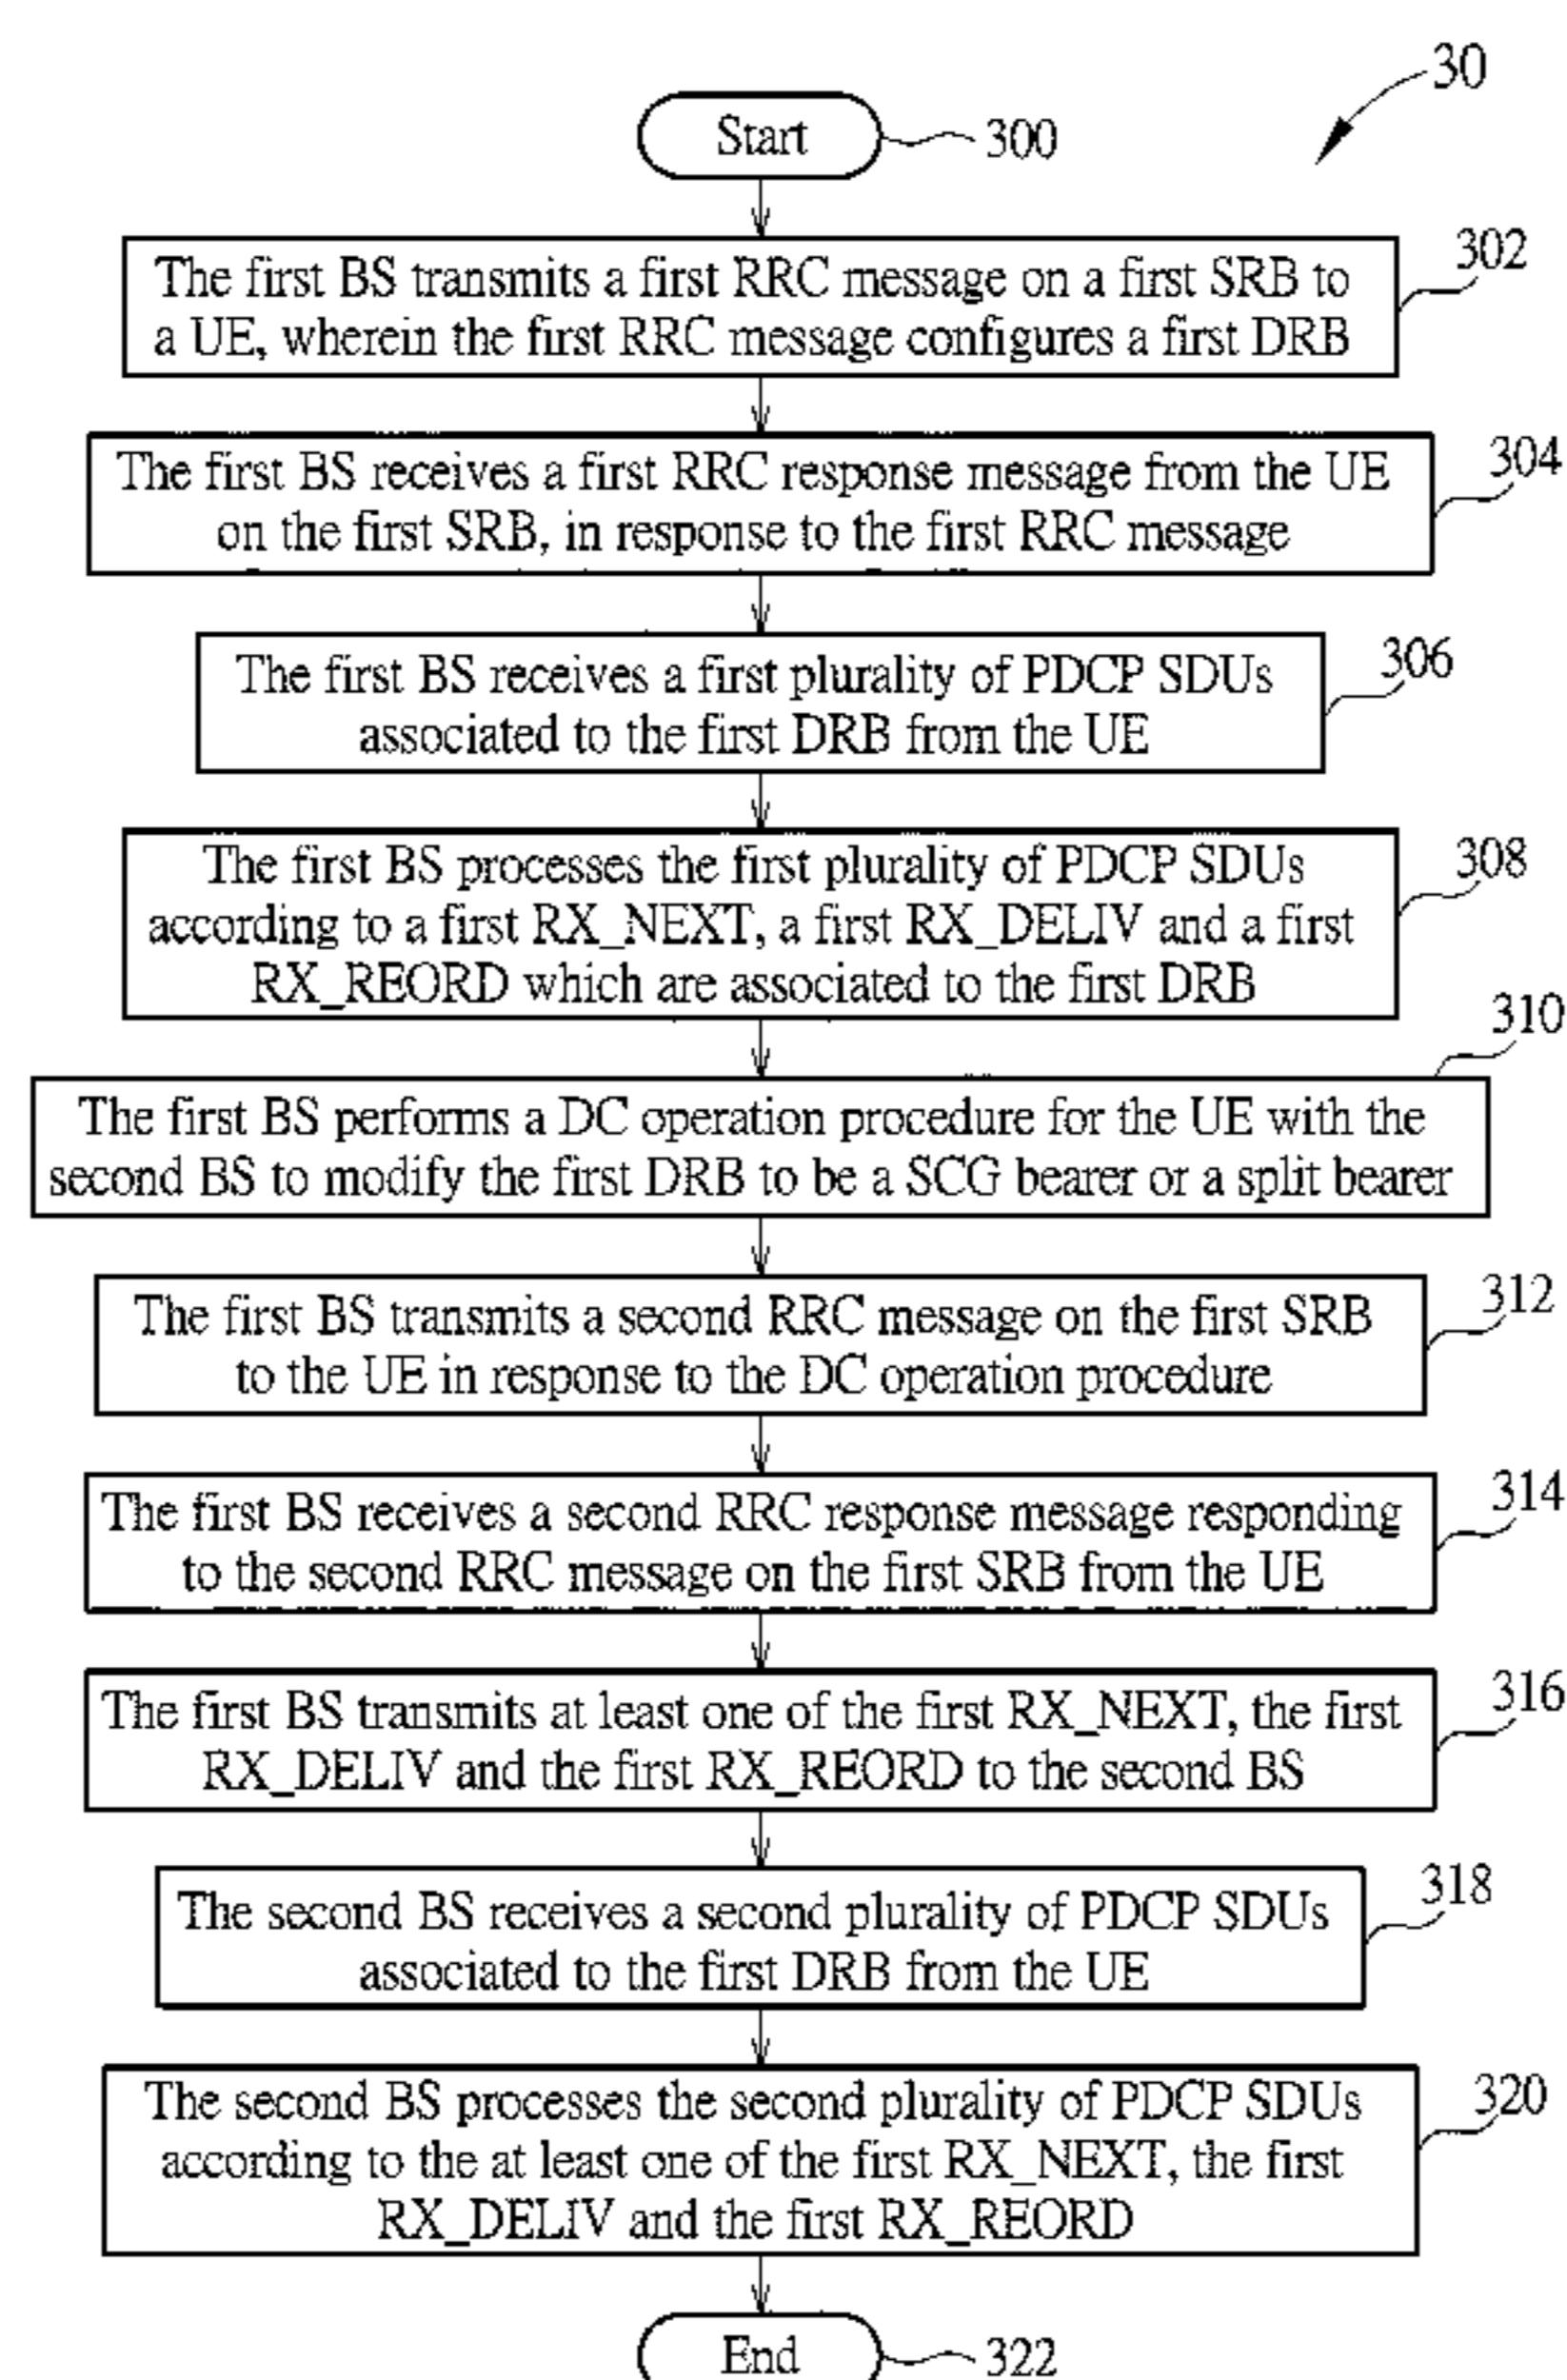 30
Start
300
302
The first BS transmits a first RRC message on a first SRB to
a UE, wherein the first RRC message configures a first DRB
304
The first BS receives a first RRC response message from the UE
on the first SRB, in response to the first RRC message
306
The first BS receives a first plurality of PDCP SDUs
associated to the first DRB from the UE
308
The first BS processes the first plurality of PDCP SDUs
according to a first RX_NEXT, a first RX_DELIV and a first
RX_REORD which are associated to the first DRB
310
The first BS performs a DC operation procedure for the UE with the
second BS to modify the first DRB to be a SCG bearer or a split bearer
312
The first BS transmits a second RRC message on the first SRB
to the UE in response to the DC operation procedure
314
The first BS receives a second RRC response message responding
to the second RRC message on the first SRB from the UE
316
The first BS transmits at least one of the first RX_NEXT, the first
RX_DELIV and the first RX_REORD to the second BS
318
The second BS receives a second plurality of PDCP SDUs
associated to the first DRB from the UE
320
The second BS processes the second plurality of PDCP SDUs
according to the at least one of the first RX_NEXT, the first
RX_DELIV and the first RX_REORD
End
322